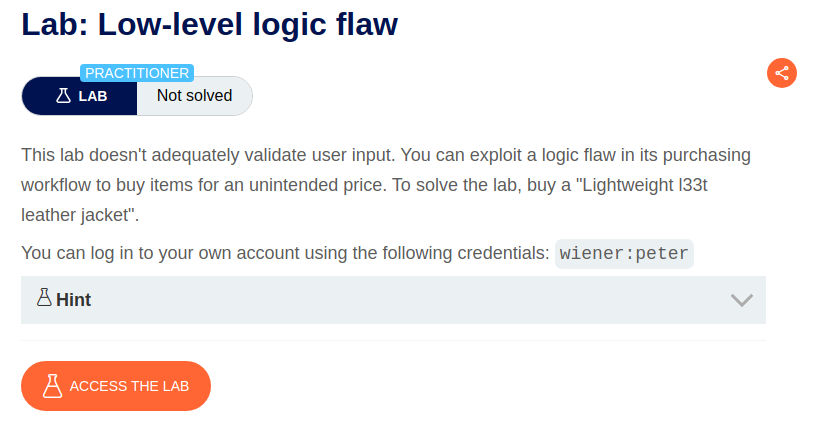 Lab: Low-level logic flaw
PRACTITIONER
LAB Not solved
This lab doesn't adequately validate user input. You can exploit a logic flaw in its purchasing
workflow to buy items for an unintended price. To solve the lab, buy a "Lightweight l33t
leather jacket".
You can log in to your own account using the following credentials: wiener:peter
Hint
ACCESS THE LAB